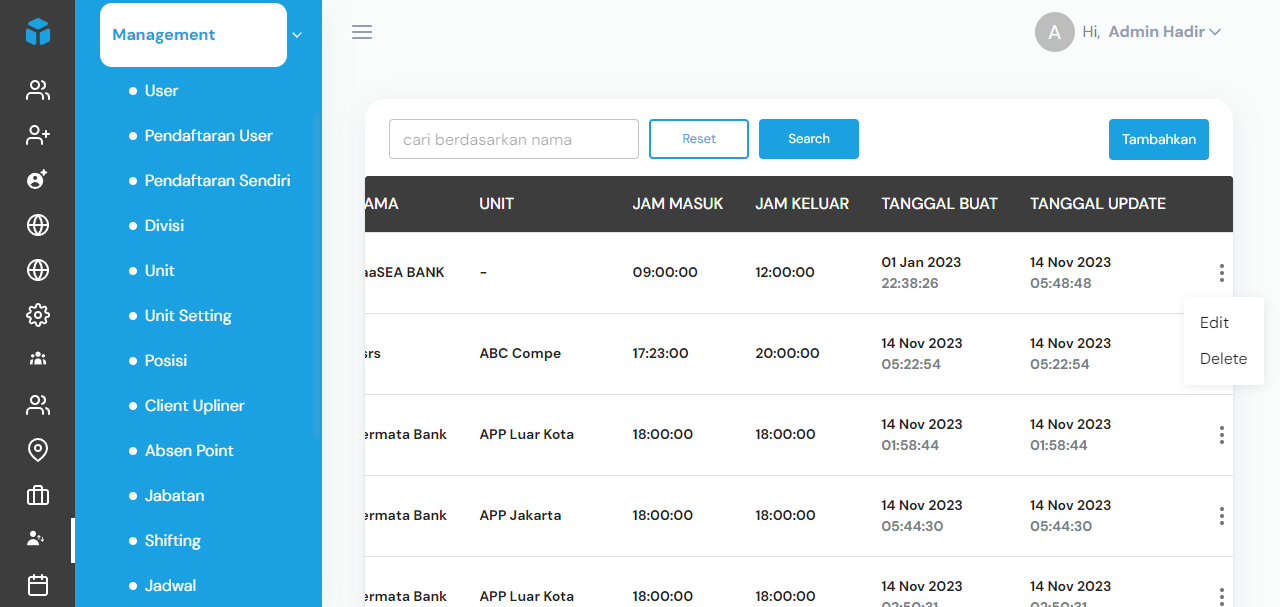 Management
User
Pendaftaran User
Pendaftaran Sendiri
Divisi
Unit
Unit Setting
Posisi
Client Upliner
Absen Point
Jabatan
Shifting
Jadwal
A Hi, Admin Hadir
cari berdasarkan nama Reset Search Tambahkan
AMA UNIT JAM MASUK JAM KELUAR TANGGAL BUAT TANGGAL UPDATE
aaSEA BANK - 09:00:00 12:00:00 01 Jan 2023 14 Nov 2023
22:38:26 05:48:48
Edit
Delete
srs ABC Compe 17:23:00 20:00:00 14 Nov 2023 14 Nov 2023
05:22:54 05:22:54
ermata Bank APP Luar Kota 18:00:00 18:00:00 14 Nov 2023 14 Nov 2023
01:58:44 01:58:44
ermata Bank APP Jakarta 18:00:00 18:00:00 14 Nov 2023 14 Nov 2023
05:44:30 05:44:30
ermata Bank APP Luar Kota 18:00:00 18:00:00 14 Nov 2023 14 Nov 2023